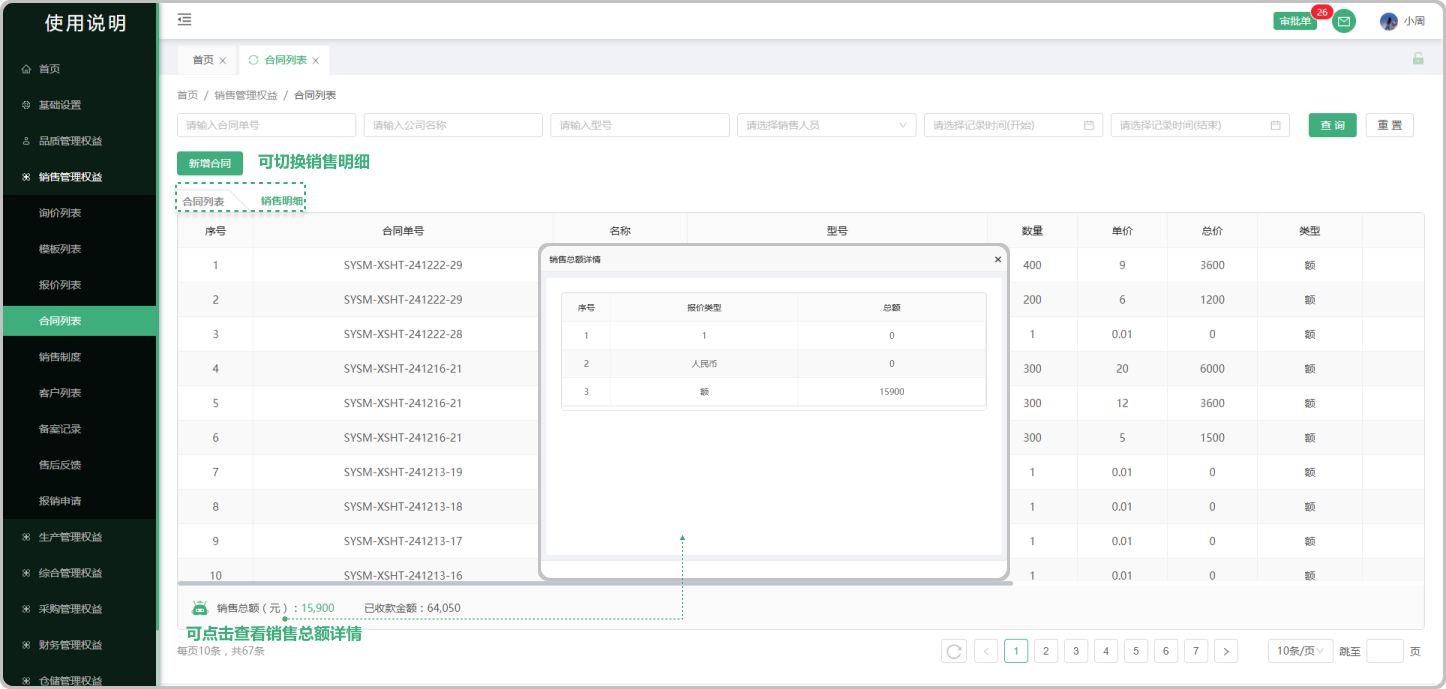 使用说明
审批单
26
小周
首页
合同列表
首页 / 销售管理权益 / 合同列表
请输入合同单号
请输入公司名称
请输入型号
请选择销售人员
请选择记录时间(开始)
请选择记录时间(结束)
查 询
重 置
新增合同
可切换销售明细
合同列表
销售明细
首页
基础设置
品质管理权益
销售管理权益
询价列表
模板列表
报价列表
合同列表
销售制度
客户列表
备案记录
售后反馈
报销申请
生产管理权益
综合管理权益
采购管理权益
财务管理权益
仓储管理权益
序号 合同单号 名称 型号 数量 单价 总价 类型
1 SYSM-XSHT-241222-29 400 9 3600 额
2 SYSM-XSHT-241222-29 200 6 1200 额
3 SYSM-XSHT-241222-28 1 0.01 0 额
4 SYSM-XSHT-241216-21 300 20 6000 额
5 SYSM-XSHT-241216-21 300 12 3600 额
6 SYSM-XSHT-241216-21 300 5 1500 额
7 SYSM-XSHT-241213-19 1 0.01 0 额
8 SYSM-XSHT-241213-18 1 0.01 0 额
9 SYSM-XSHT-241213-17 1 0.01 0 额
10 SYSM-XSHT-241213-16 1 0.01 0 额
销售总额详情
序号 报价类型 总额
1 1 0
2 人民币 0
3 额 15900
销售总额（元）: 15,900 已收款金额 : 64,050
可点击查看销售总额详情
每页10条，共67条
1 2 3 4 5 6 7
10条/页 跳至 页